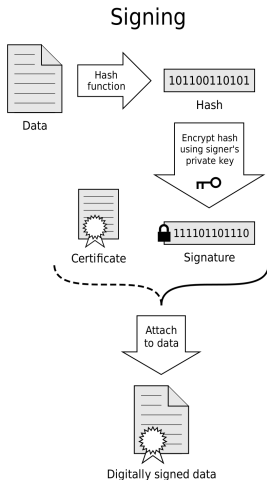 Signing
Hash
function
101100110101
Data
Hash
Encrypt hash
using signer's
private key
111101101110
Certificate
Signature
Attach
to data
Digitally signed data